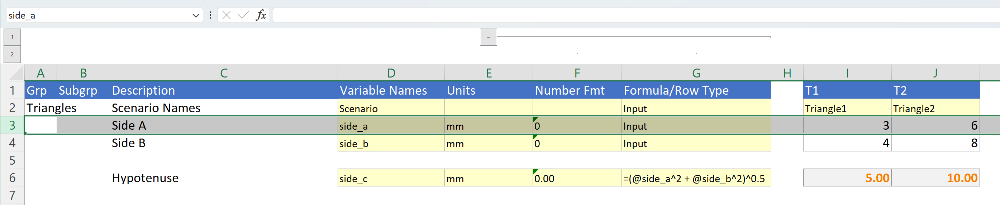 side_a fx
1
2
A B C D E F G H I J
1 Grp Subgrp Description Variable Names Units Number Fmt Formula/Row Type T1 T2
2 Triangles Scenario Names Scenario Input Triangle1 Triangle2
3 Side A side_a mm 0 Input 3 6
4 Side B side_b mm 0 Input 4 8
5
6 Hypotenuse side_c mm 0.00 =(@side_a^2 + @side_b^2)^0.5 5.00 10.00
7